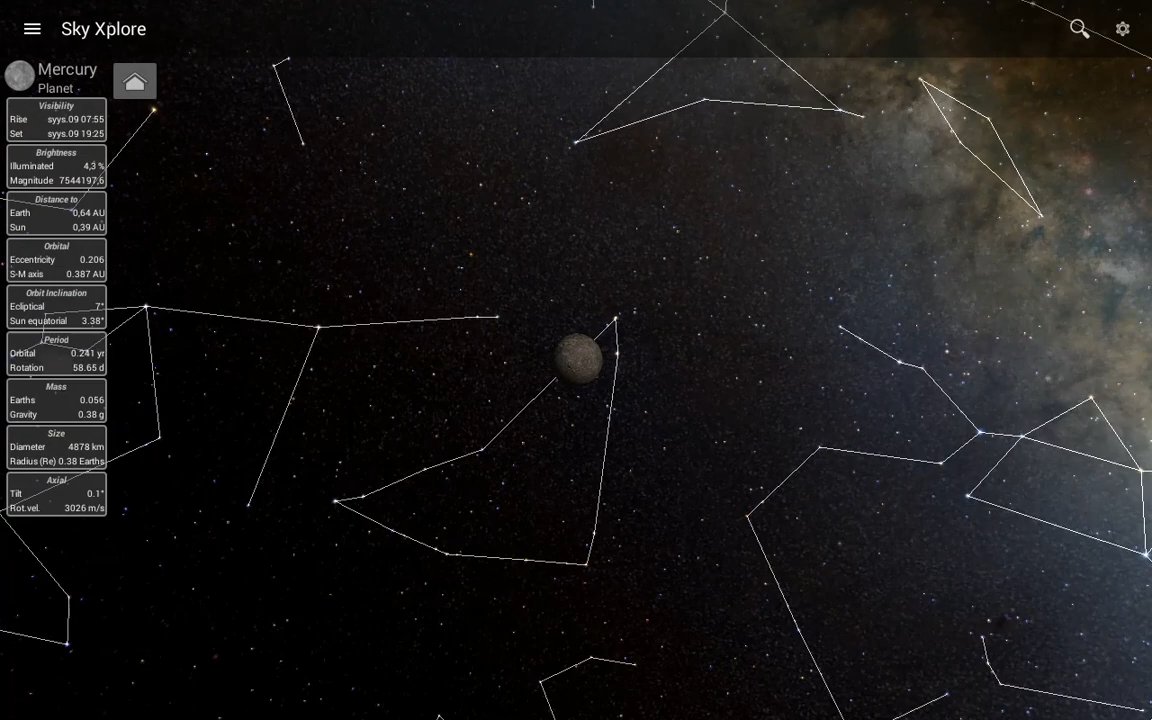 Sky Xplore
Mercury
Planet
Visibility
Rise syys.09 07:55
Set syys.09 19:25
Brightness
Illuminated 4,3 %
Magnitude 7544197,6
Distance to
Earth 0,64 AU
Sun 0,39 AU
Orbital
Eccentricity 0.206
S-M axis 0.387 AU
Orbit Inclination
Ecliptical 7°
Sun equatorial 3.38°
Period
Orbital 0.241 yr
Rotation 58.65 d
Mass
Earths 0.056
Gravity 0.38 g
Size
Diameter 4878 km
Radius (Re) 0.38 Earths
Axial
Tilt 0.1°
Rot.vel. 3026 m/s